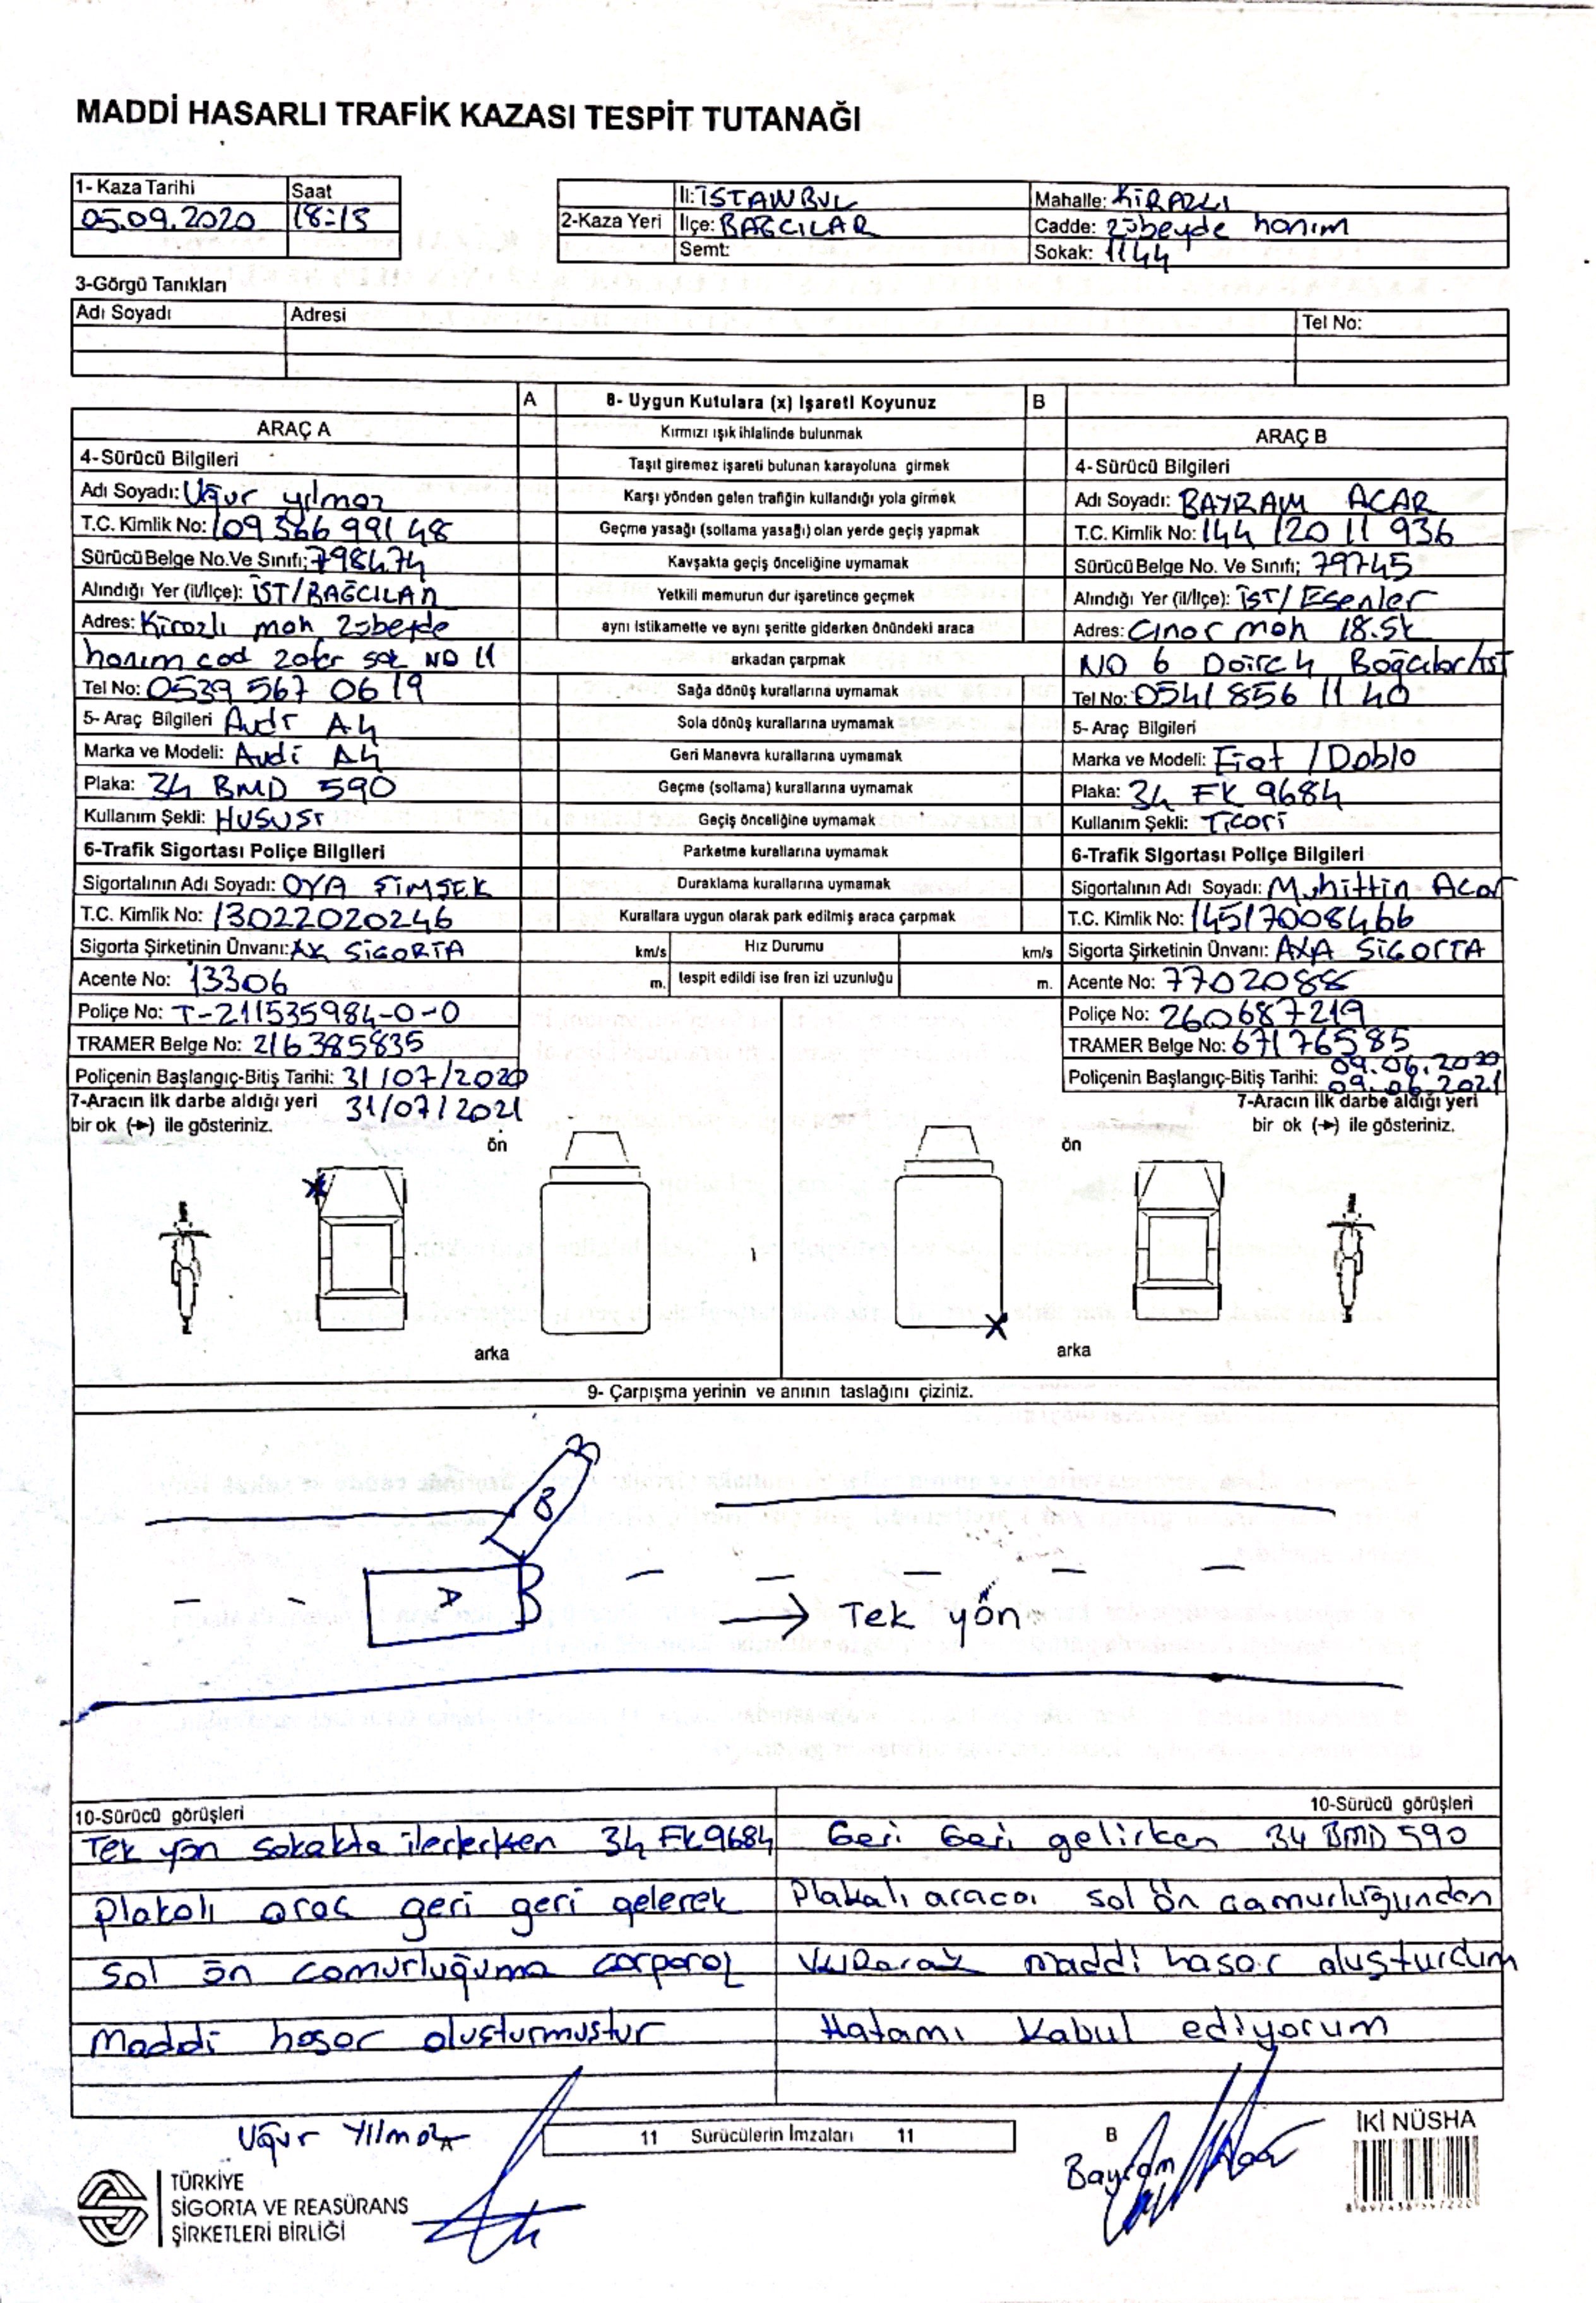 MADDİ HASARLI TRAFİK KAZASI TESPİT TUTANAĞI
1- Kaza Tarihi
Saat
05.09.2020
18:15
2-Kaza Yeri
İl: İSTANBUL
İlçe: BAĞCILAR
Semt:
Mahalle: KİRAZLI
Cadde: Zübeyde hanım
Sokak: 1144
3-Görgü Tanıkları
Adı Soyadı
Adresi
Tel No:
A
8- Uygun Kutulara (x) İşareti Koyunuz
B
Kırmızı ışık ihlalinde bulunmak
Taşıt giremez işareti bulunan karayoluna girmek
Karşı yönden gelen trafiğin kullandığı yola girmek
Geçme yasağı (sollama yasağı) olan yerde geçiş yapmak
Kavşakta geçiş önceliğine uymamak
Yetkili memurun dur işaretince geçmek
aynı istikamette ve aynı şeritte giderken önündeki araca
arkadan çarpmak
Sağa dönüş kurallarına uymamak
Sola dönüş kurallarına uymamak
Geri Manevra kurallarına uymamak
Geçme (sollama) kurallarına uymamak
Geçiş önceliğine uymamak
Parketme kurallarına uymamak
Duraklama kurallarına uymamak
Kurallara uygun olarak park edilmiş araca çarpmak
km/s
Hız Durumu
km/s
m.
tespit edildi ise fren izi uzunluğu
m.
ARAÇ A
4-Sürücü Bilgileri
Adı Soyadı: Uğur yılmaz
T.C. Kimlik No: 10936699148
Sürücü Belge No.Ve Sınıfı; 798474
Alındığı Yer (il/İlçe): İST/BAĞCILAR
Adres: Kirazlı mah Zübeyde
hanım cad sok NO 11
Tel No: 0539 567 06 19
5- Araç Bilgileri Audi A4
Marka ve Modeli: Audi A4
Plaka: 34 BMD 590
Kullanım Şekli: HUSUSİ
6-Trafik Sigortası Poliçe Bilgileri
Sigortalının Adı Soyadı: OYA ŞİMŞEK
T.C. Kimlik No: 13022020246
Sigorta Şirketinin Ünvanı: AK SİGORTA
Acente No: 13306
Poliçe No: T-211535984-0-0
TRAMER Belge No: 216385835
Poliçenin Başlangıç-Bitiş Tarihi: 31/07/2020
31/07/2021
7-Aracın ilk darbe aldığı yeri
bir ok (➔) ile gösteriniz.
ARAÇ B
4-Sürücü Bilgileri
Adı Soyadı: BAYRAM ACAR
T.C. Kimlik No: 144 120 11 936
Sürücü Belge No. Ve Sınıfı; 79745
Alındığı Yer (il/İlçe): İST/ Esenler
Adres: Çınar mah 18.Sk
NO 6 Daire 4 Bağcılar/İst
Tel No: 0541 856 11 40
5- Araç Bilgileri
Marka ve Modeli: Fiat / Doblo
Plaka: 34 FK 9684
Kullanım Şekli: Ticari
6-Trafik Sigortası Poliçe Bilgileri
Sigortalının Adı Soyadı: Muhittin Acar
T.C. Kimlik No: 14517008466
Sigorta Şirketinin Ünvanı: AXA SİGORTA
Acente No: 7702088
Poliçe No: 260687219
TRAMER Belge No: 67176585
Poliçenin Başlangıç-Bitiş Tarihi: 09.06.2020
09.06.2021
7-Aracın ilk darbe aldığı yeri
bir ok (➔) ile gösteriniz.
ön
ön
arka
arka
9- Çarpışma yerinin ve anının taslağını çiziniz.
B
A
Tek yön
10-Sürücü görüşleri
Tek yön sokakta ilerlerken 34 FK9684
Plakalı araç geri geri gelerek
Sol ön çamurluğuma çarparak
Maddi hasar oluşturmuştur
10-Sürücü görüşleri
Geri Geri gelirken 34 BMD 590
Plakalı aracı sol ön çamurluğundan
Vurarak maddi hasar oluşturdum
Hatamı Kabul ediyorum
Uğur Yılmaz
A
11 Sürücülerin İmzaları 11
B
Bayram Acar
İKİ NÜSHA
TÜRKİYE
SİGORTA VE REASÜRANS
ŞİRKETLERİ BİRLİĞİ